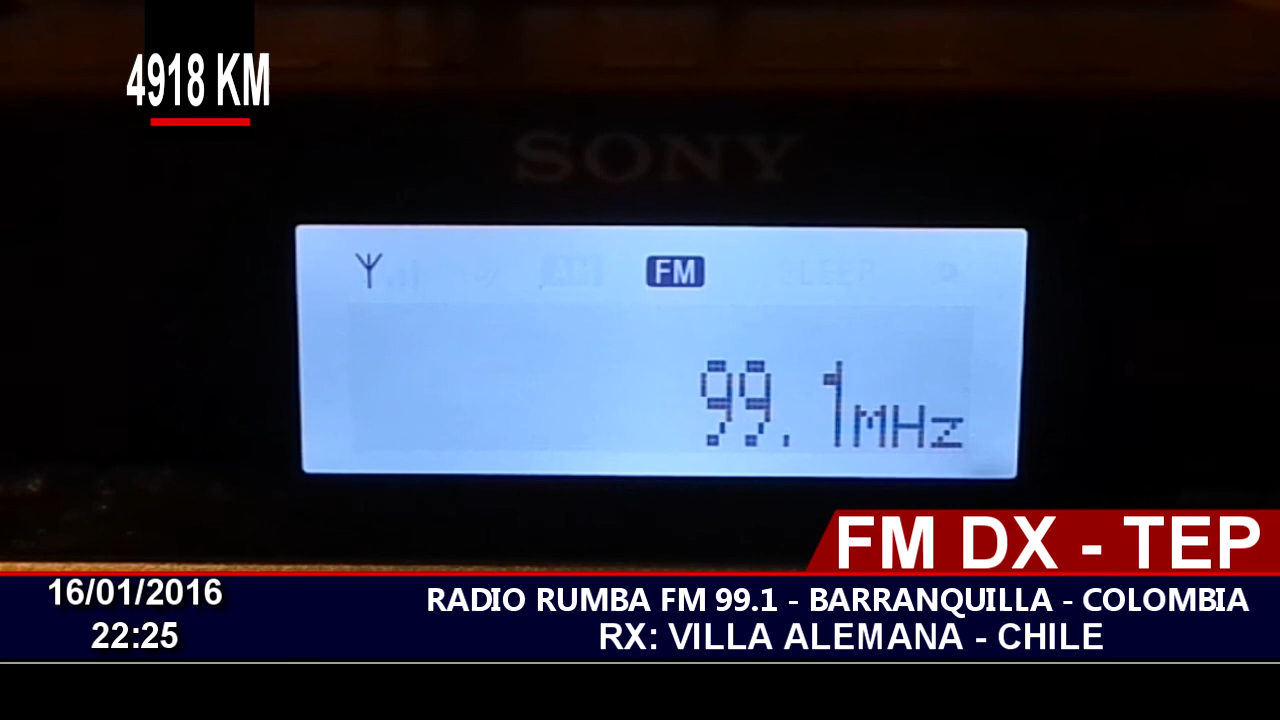 4918 KM
SONY
FM
99.1MHz
FM DX - TEP
16/01/2016
22:25
RADIO RUMBA FM 99.1 - BARRANQUILLA - COLOMBIA
RX: VILLA ALEMANA - CHILE